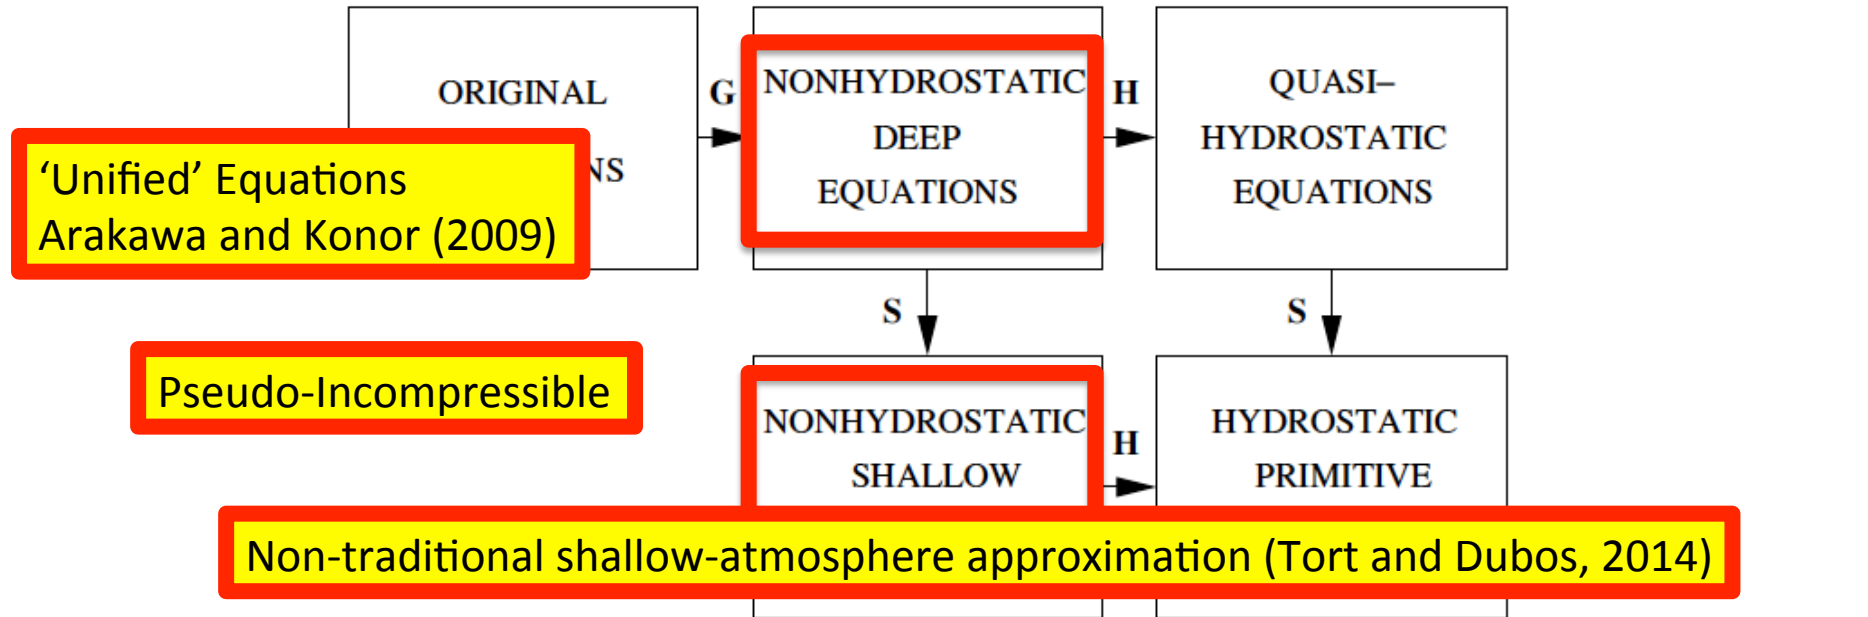 ORIGINAL
NS
G
NONHYDROSTATIC
DEEP
EQUATIONS
H
QUASI–
HYDROSTATIC
EQUATIONS
‘Unified’ Equations
Arakawa and Konor (2009)
S
S
Pseudo-Incompressible
NONHYDROSTATIC
SHALLOW
H
HYDROSTATIC
PRIMITIVE
Non-traditional shallow-atmosphere approximation (Tort and Dubos, 2014)